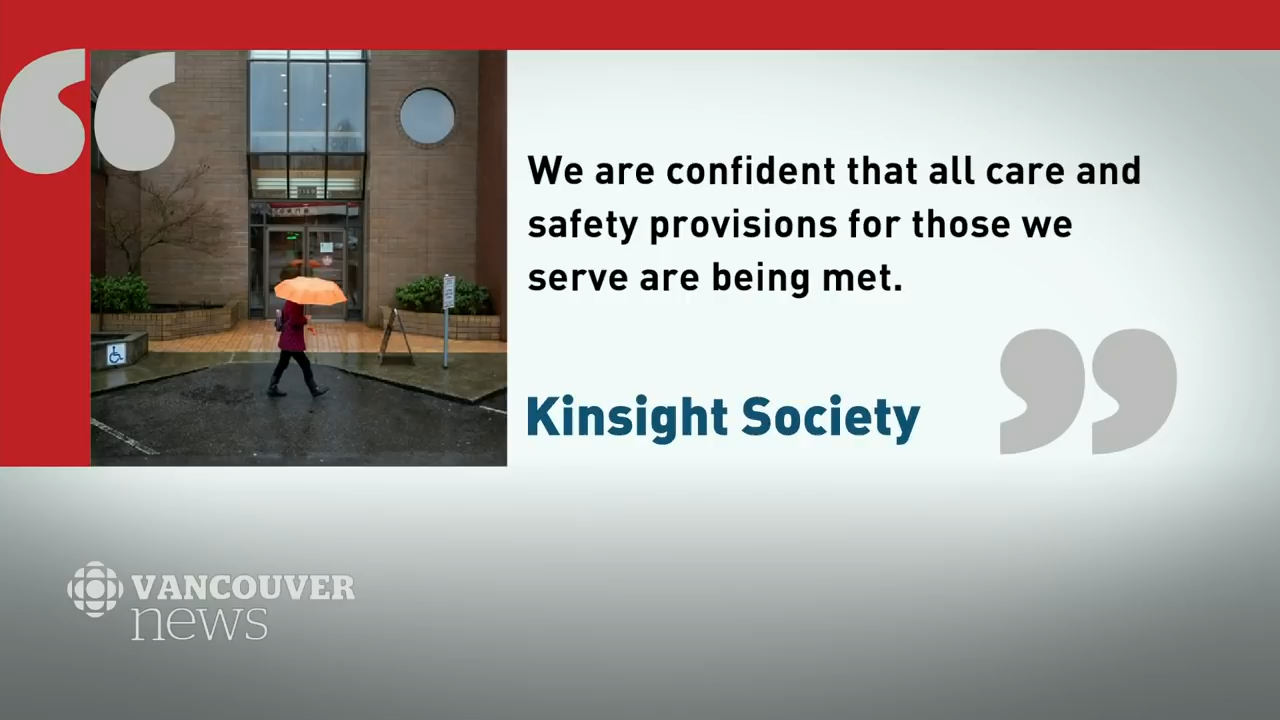 We are confident that all care and
safety provisions for those we
serve are being met.
Kinsight Society
VANCOUVER
news